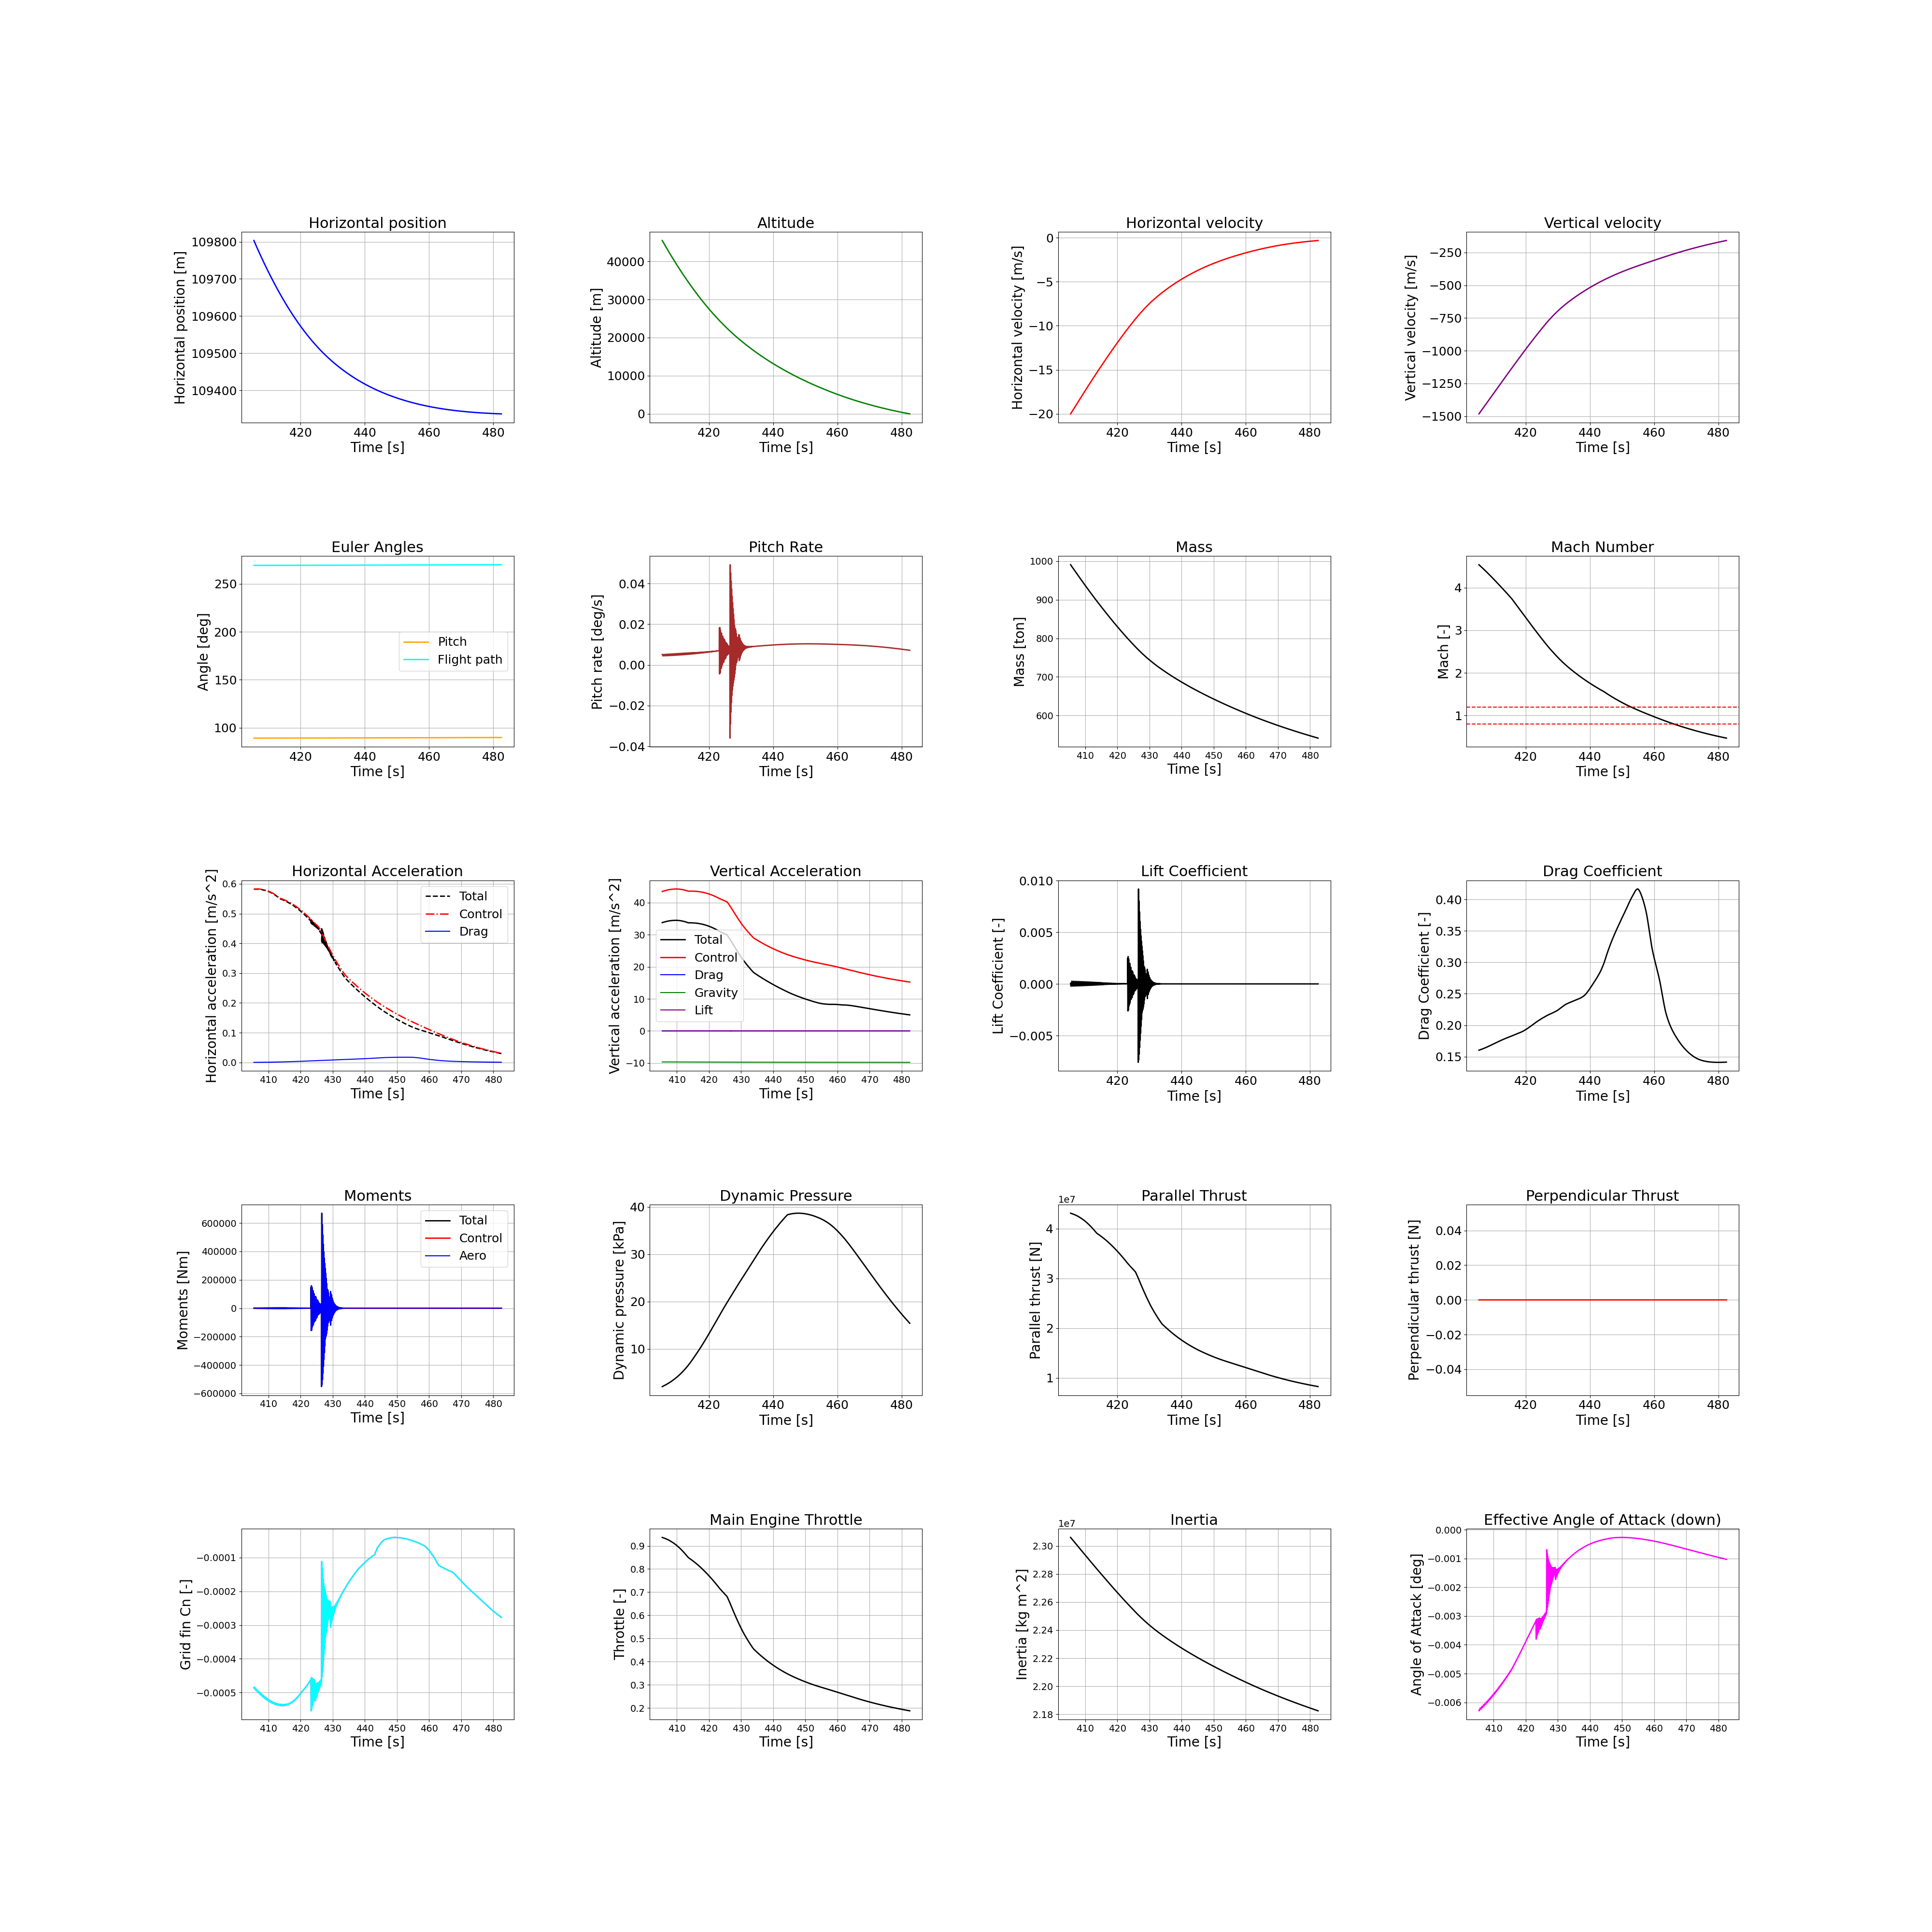 Horizontal position
Horizontal position [m]
109800
109700
109600
109500
109400
420 440 460 480
Time [s]
Altitude
Altitude [m]
40000
30000
20000
10000
0
420 440 460 480
Time [s]
Horizontal velocity
Horizontal velocity [m/s]
0
−5
−10
−15
−20
420 440 460 480
Time [s]
Vertical velocity
Vertical velocity [m/s]
−250
−500
−750
−1000
−1250
−1500
420 440 460 480
Time [s]
Euler Angles
Angle [deg]
250
200
150
100
Pitch
Flight path
420 440 460 480
Time [s]
Pitch Rate
Pitch rate [deg/s]
0.04
0.02
0.00
−0.02
−0.04
420 440 460 480
Time [s]
Mass
Mass [ton]
1000
900
800
700
600
410 420 430 440 450 460 470 480
Time [s]
Mach Number
Mach [-]
4
3
2
1
420 440 460 480
Time [s]
Horizontal Acceleration
Horizontal acceleration [m/s^2]
0.6
0.5
0.4
0.3
0.2
0.1
0.0
Total
Control
Drag
410 420 430 440 450 460 470 480
Time [s]
Vertical Acceleration
Vertical acceleration [m/s^2]
40
30
20
10
0
−10
Total
Control
Drag
Gravity
Lift
410 420 430 440 450 460 470 480
Time [s]
Lift Coefficient
Lift Coefficient [-]
0.010
0.005
0.000
−0.005
420 440 460 480
Time [s]
Drag Coefficient
Drag Coefficient [-]
0.40
0.35
0.30
0.25
0.20
0.15
420 440 460 480
Time [s]
Moments
Moments [Nm]
600000
400000
200000
0
−200000
−400000
−600000
Total
Control
Aero
410 420 430 440 450 460 470 480
Time [s]
Dynamic Pressure
Dynamic pressure [kPa]
40
30
20
10
420 440 460 480
Time [s]
Parallel Thrust
1e7
Parallel thrust [N]
4
3
2
1
420 440 460 480
Time [s]
Perpendicular Thrust
Perpendicular thrust [N]
0.04
0.02
0.00
−0.02
−0.04
420 440 460 480
Time [s]
Grid fin Cn [-]
−0.0001
−0.0002
−0.0003
−0.0004
−0.0005
410 420 430 440 450 460 470 480
Time [s]
Main Engine Throttle
Throttle [-]
0.9
0.8
0.7
0.6
0.5
0.4
0.3
0.2
410 420 430 440 450 460 470 480
Time [s]
Inertia
1e7
Inertia [kg m^2]
2.30
2.28
2.26
2.24
2.22
2.20
2.18
410 420 430 440 450 460 470 480
Time [s]
Effective Angle of Attack (down)
Angle of Attack [deg]
0.000
−0.001
−0.002
−0.003
−0.004
−0.005
−0.006
410 420 430 440 450 460 470 480
Time [s]